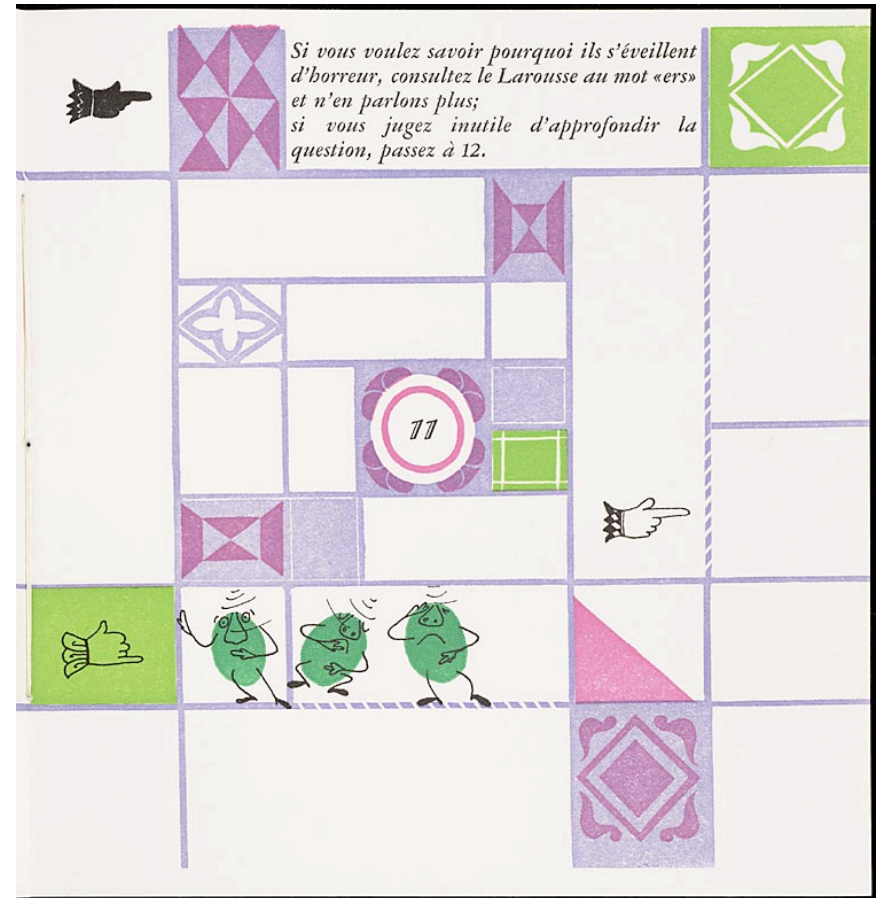 Si vous voulez savoir pourquoi ils s'éveillent
d'horreur, consultez le Larousse au mot «ers»
et n'en parlons plus;
si vous jugez inutile d'approfondir la
question, passez à 12.
11